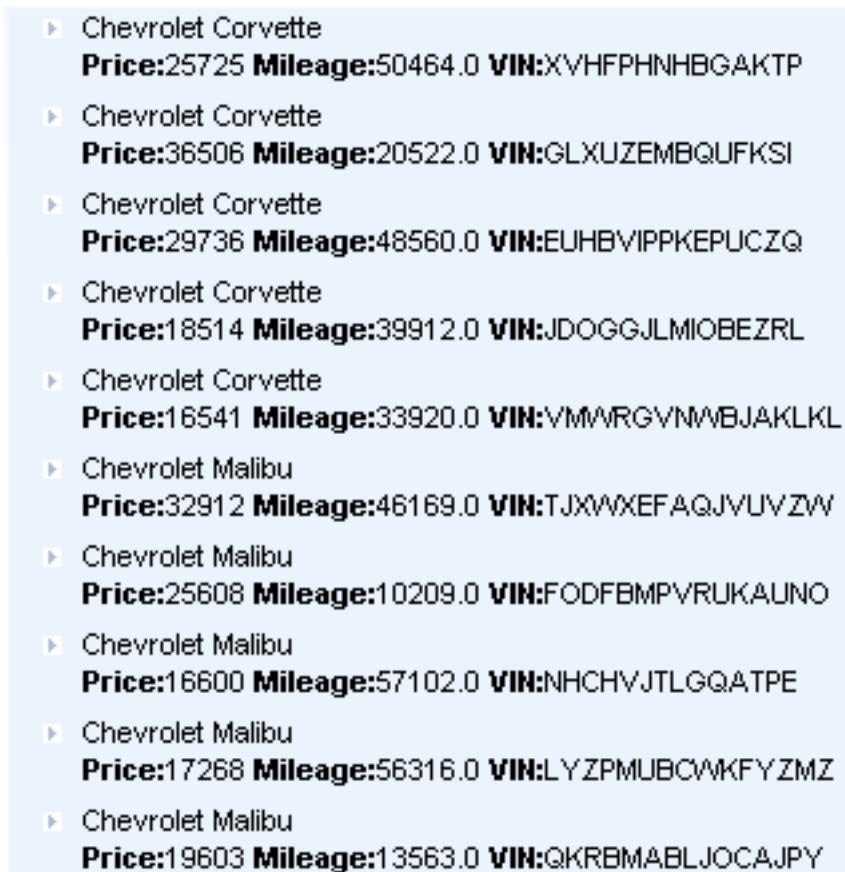 Chevrolet Corvette
Price:25725 Mileage:50464.0 VIN:XVHFPHNHBGAKTP
Chevrolet Corvette
Price:36506 Mileage:20522.0 VIN:GLXUZEMBQUFKSI
Chevrolet Corvette
Price:29736 Mileage:48560.0 VIN:EUHBVIPPKEPUCZQ
Chevrolet Corvette
Price:18514 Mileage:39912.0 VIN:JDOGGJLMIOBEZRL
Chevrolet Corvette
Price:16541 Mileage:33920.0 VIN:VMWRGVNWBJAKLKL
Chevrolet Malibu
Price:32912 Mileage:46169.0 VIN:TJXWXEFAQJVUVZW
Chevrolet Malibu
Price:25608 Mileage:10209.0 VIN:FODFBMPVRUKAUNO
Chevrolet Malibu
Price:16600 Mileage:57102.0 VIN:NHCHVJTLGQATPE
Chevrolet Malibu
Price:17268 Mileage:56316.0 VIN:LYZPMUBCWKFYZMZ
Chevrolet Malibu
Price:19603 Mileage:13563.0 VIN:QKRBMABLJOCAJPY